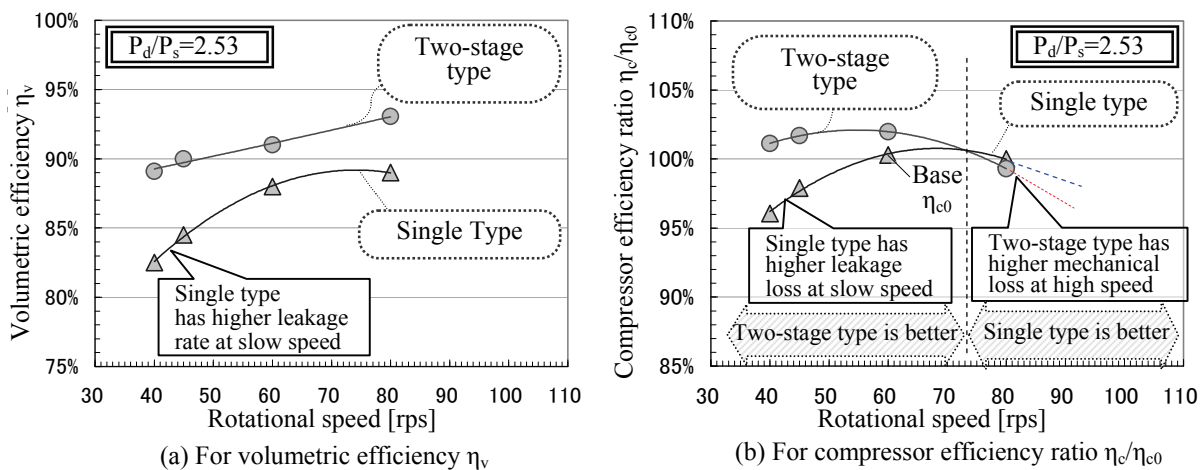 100%
95%
90%
85%
80%
75%
30 40 50 60 70 80 90 100 110
Volumetric efficiency ηv
Rotational speed [rps]
Pd/Ps=2.53
Two-stage
type
Single Type
Single type
has higher leakage
rate at slow speed
(a) For volumetric efficiency ηv
110%
105%
100%
95%
90%
85%
30 40 50 60 70 80 90 100 110
Compressor efficiency ratio ηc/ηc0
Rotational speed [rps]
Pd/Ps=2.53
Two-stage
type
Single type
Base
ηc0
Single type has
higher leakage
loss at slow speed
Two-stage type has
higher mechanical
loss at high speed
Two-stage type is better
Single type is better
(b) For compressor efficiency ratio ηc/ηc0